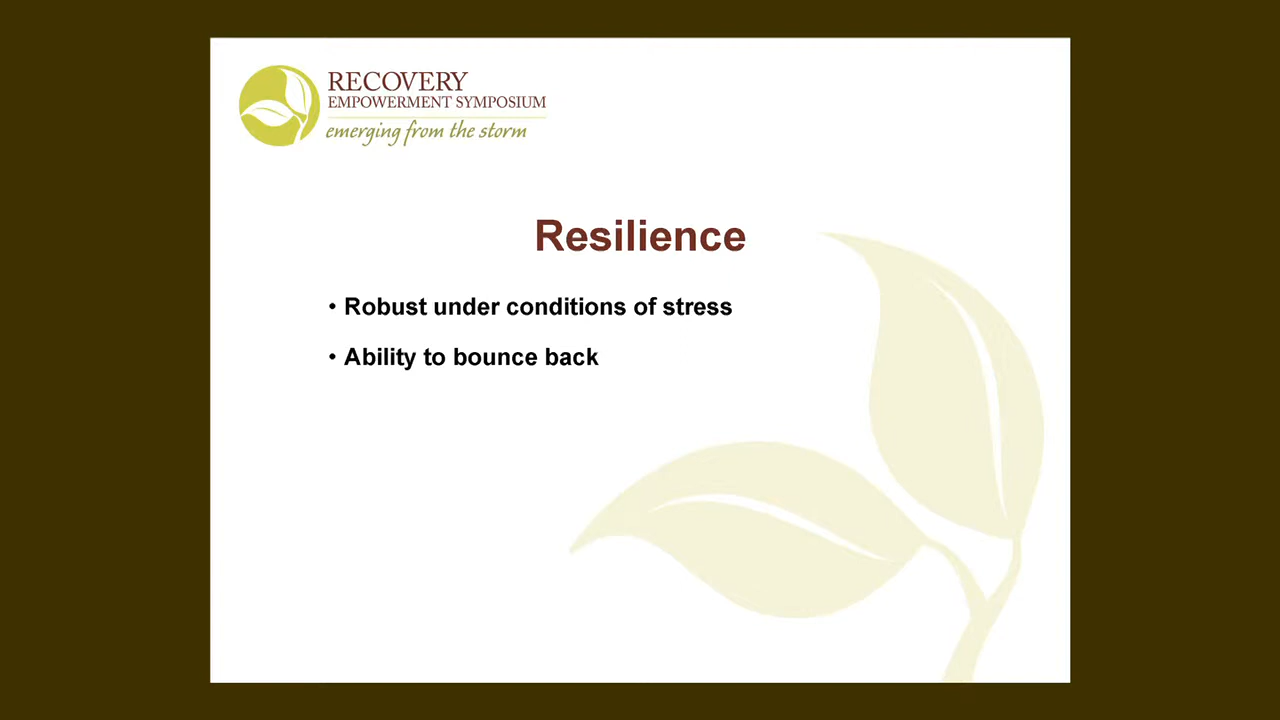 RECOVERY
EMPOWERMENT SYMPOSIUM
emerging from the storm
Resilience
• Robust under conditions of stress
• Ability to bounce back